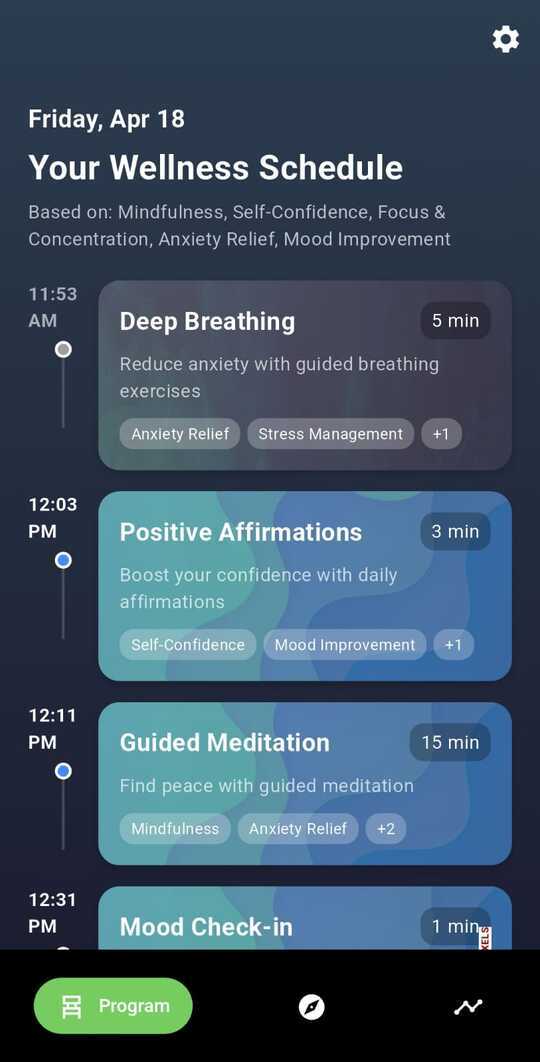 Friday, Apr 18
Your Wellness Schedule
Based on: Mindfulness, Self-Confidence, Focus &
Concentration, Anxiety Relief, Mood Improvement
11:53
AM
Deep Breathing
5 min
Reduce anxiety with guided breathing
exercises
Anxiety Relief
Stress Management
+1
12:03
PM
Positive Affirmations
3 min
Boost your confidence with daily
affirmations
Self-Confidence
Mood Improvement
+1
12:11
PM
Guided Meditation
15 min
Find peace with guided meditation
Mindfulness
Anxiety Relief
+2
12:31
PM
Mood Check-in
1 min
XELS
Program